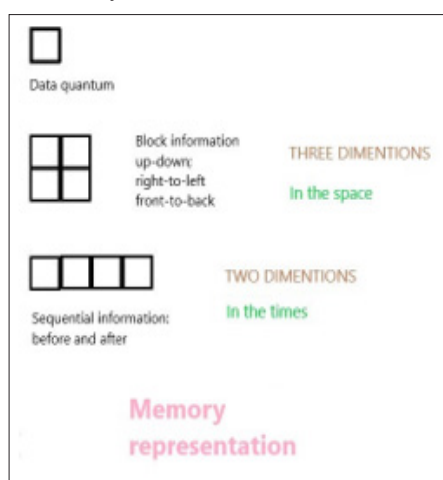 Data quantum
Block information
up-down;
right-to-left
front-to-back
THREE DIMENTIONS
In the space
TWO DIMENTIONS
In the times
Sequential information:
before and after
Memory
representation